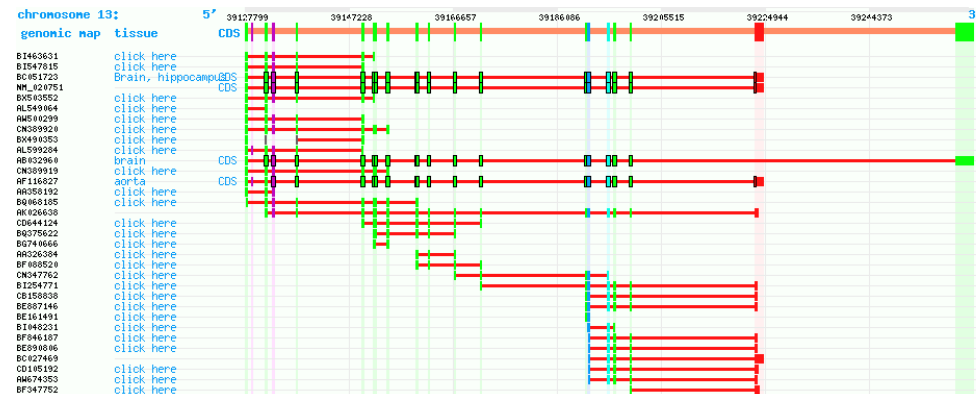 chromosome 13: 5' 39127799 39147228 39166657 39186086 39205515 39224944 39244373 3
genomic map tissue CDS
BI463631 click here
BI547815 click here
BC051723 Brain, hippocampus CDS
NM_020751 CDS
BX503552 click here
AL549064 click here
AW500299 click here
CN389920 click here
BX490353 click here
AL599284 click here
AB032960 brain CDS
CN389919 click here
AF116827 aorta CDS
AA358192 click here
BQ068185 click here
AK026638
CD644124 click here
BQ375622 click here
BG740666 click here
AA326384 click here
BF088520 click here
CN347762 click here
BI254771 click here
CB158838 click here
BE887146 click here
BE161491 click here
BI048231 click here
BF846187 click here
BE890806 click here
BC027469
CD105192 click here
AW674353 click here
BF347752 click here